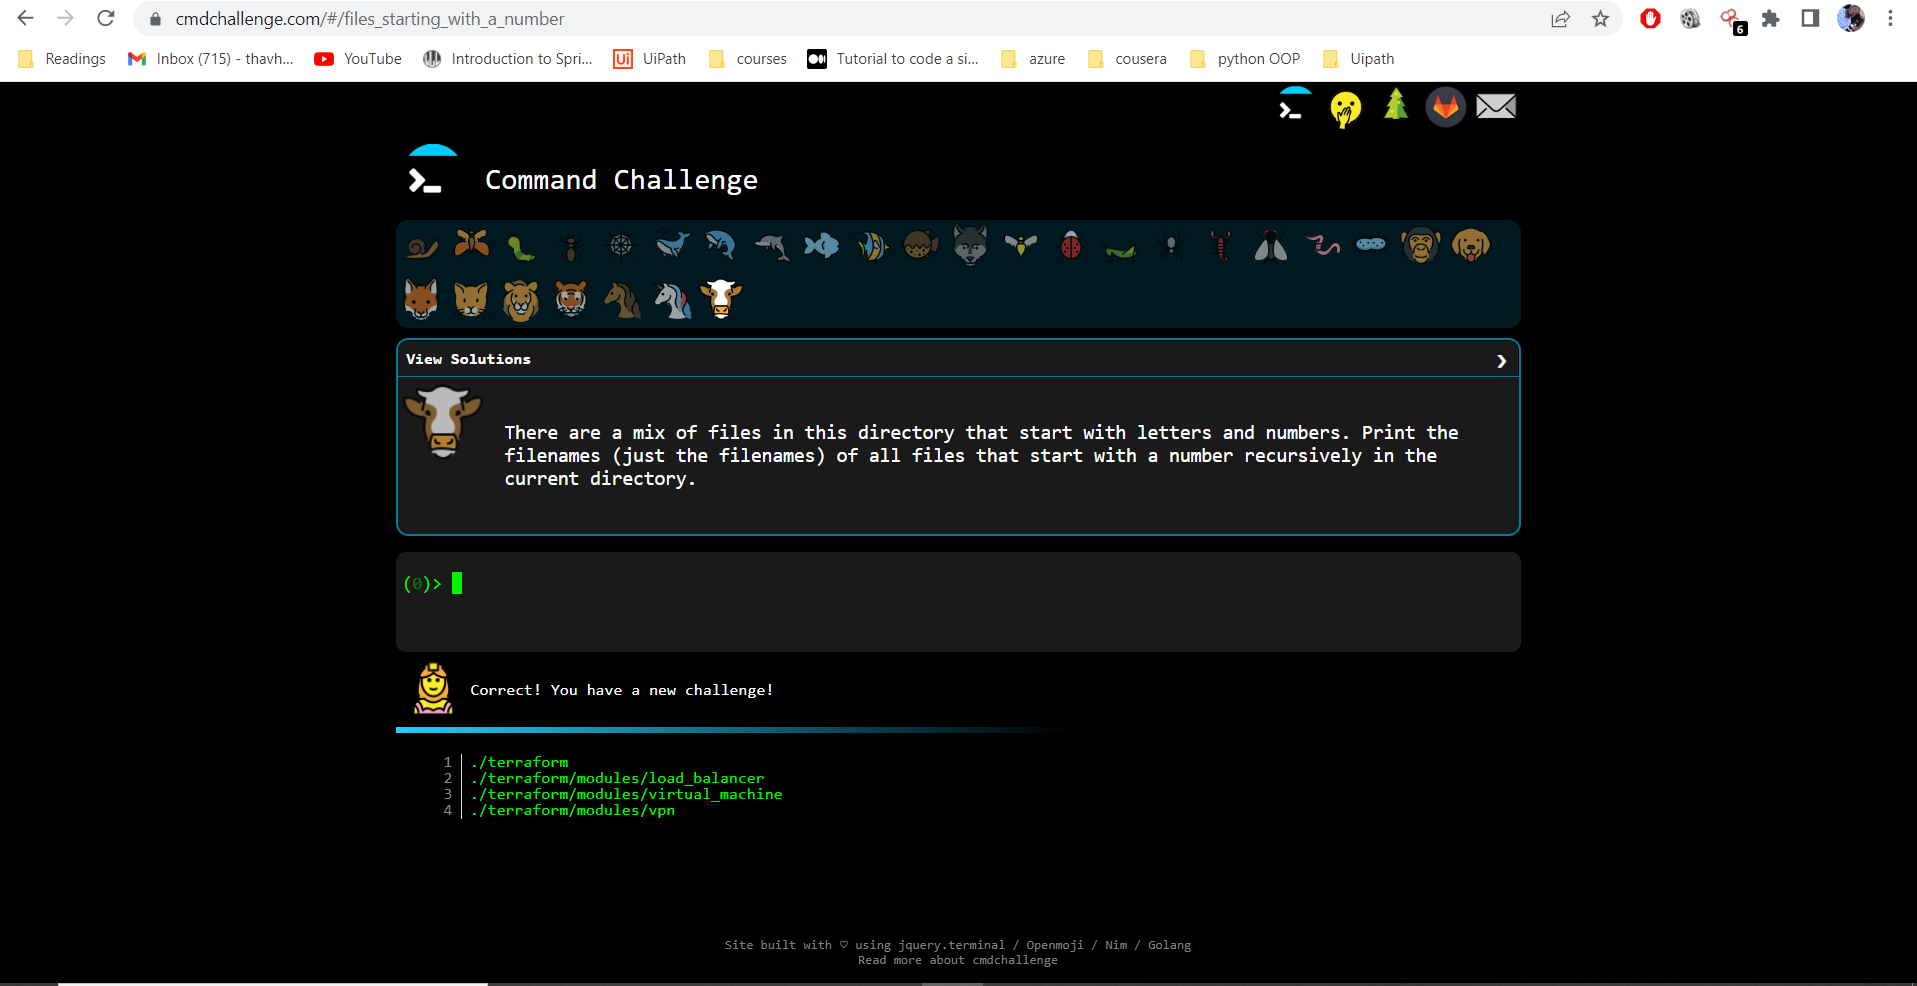 cmdchallenge.com/#/files_starting_with_a_number
6
Readings Inbox (715) - thavh... YouTube Introduction to Spri... Ui UiPath courses Tutorial to code a si... azure cousera python OOP Uipath
Command Challenge
View Solutions
There are a mix of files in this directory that start with letters and numbers. Print the
filenames (just the filenames) of all files that start with a number recursively in the
current directory.
(0)>
Correct! You have a new challenge!
1 ./terraform
2 ./terraform/modules/load_balancer
3 ./terraform/modules/virtual_machine
4 ./terraform/modules/vpn
Site built with ♡ using jquery.terminal / Openmoji / Nim / Golang
Read more about cmdchallenge